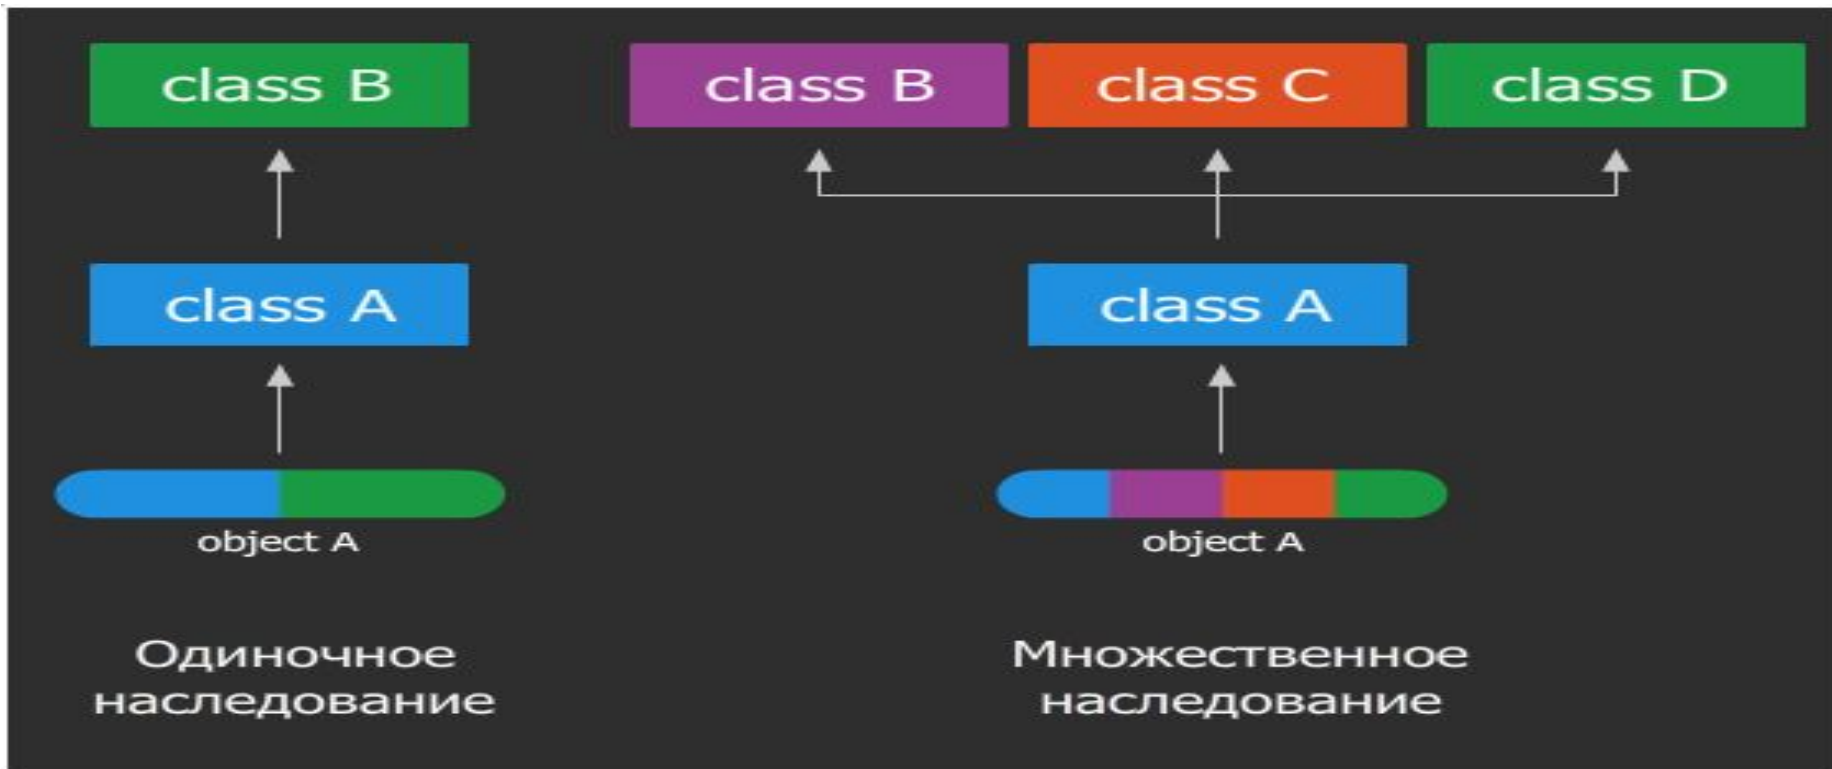 class B
class A
object A
Одиночное
наследование
class B
class C
class D
class A
object A
Множественное
наследование